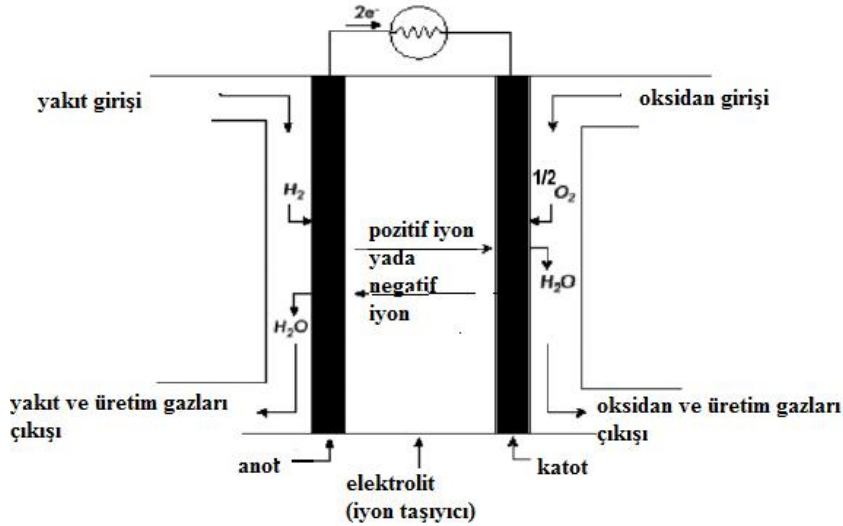 2e⁻
yakıt girişi
oksidan girişi
H₂
1/2 O₂
pozitif iyon
yada
negatif
iyon
H₂O
H₂O
yakıt ve üretim gazları
çıkışı
oksidan ve üretim gazları
çıkışı
anot
katot
elektrolit
(iyon taşıyıcı)